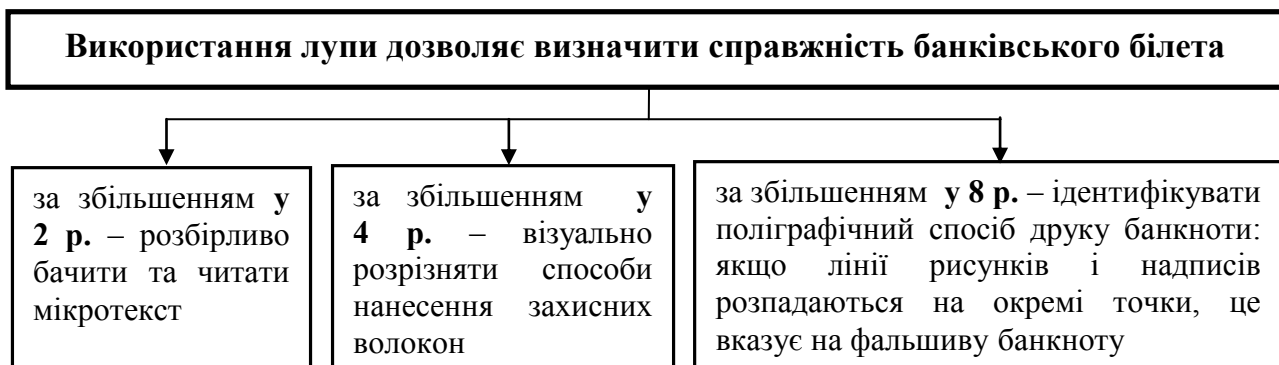 Використання лупи дозволяє визначити справжність банківського білета
за збільшенням у
2 р. – розбірливо
бачити та читати
мікротекст
за збільшенням у
4 р. – візуально
розрізняти способи
нанесення захисних
волокон
за збільшенням у 8 р. – ідентифікувати
поліграфічний спосіб друку банкноти:
якщо лінії рисунків і надписів
розпадаються на окремі точки, це
вказує на фальшиву банкноту